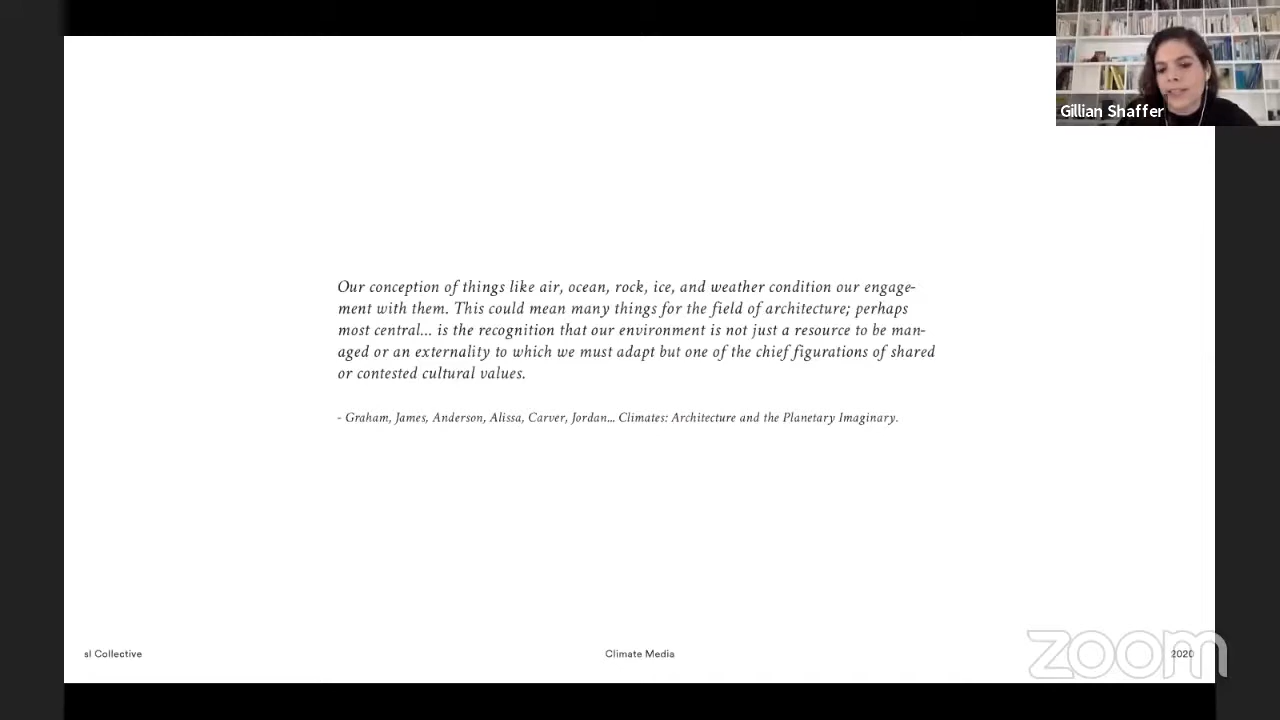 Gillian Shaffer
Our conception of things like air, ocean, rock, ice, and weather condition our engage-
ment with them. This could mean many things for the field of architecture; perhaps
most central... is the recognition that our environment is not just a resource to be man-
aged or an externality to which we must adapt but one of the chief figurations of shared
or contested cultural values.
- Graham, James, Anderson, Alissa, Carver, Jordan... Climates: Architecture and the Planetary Imaginary.
sl Collective
Climate Media
2020
zoom